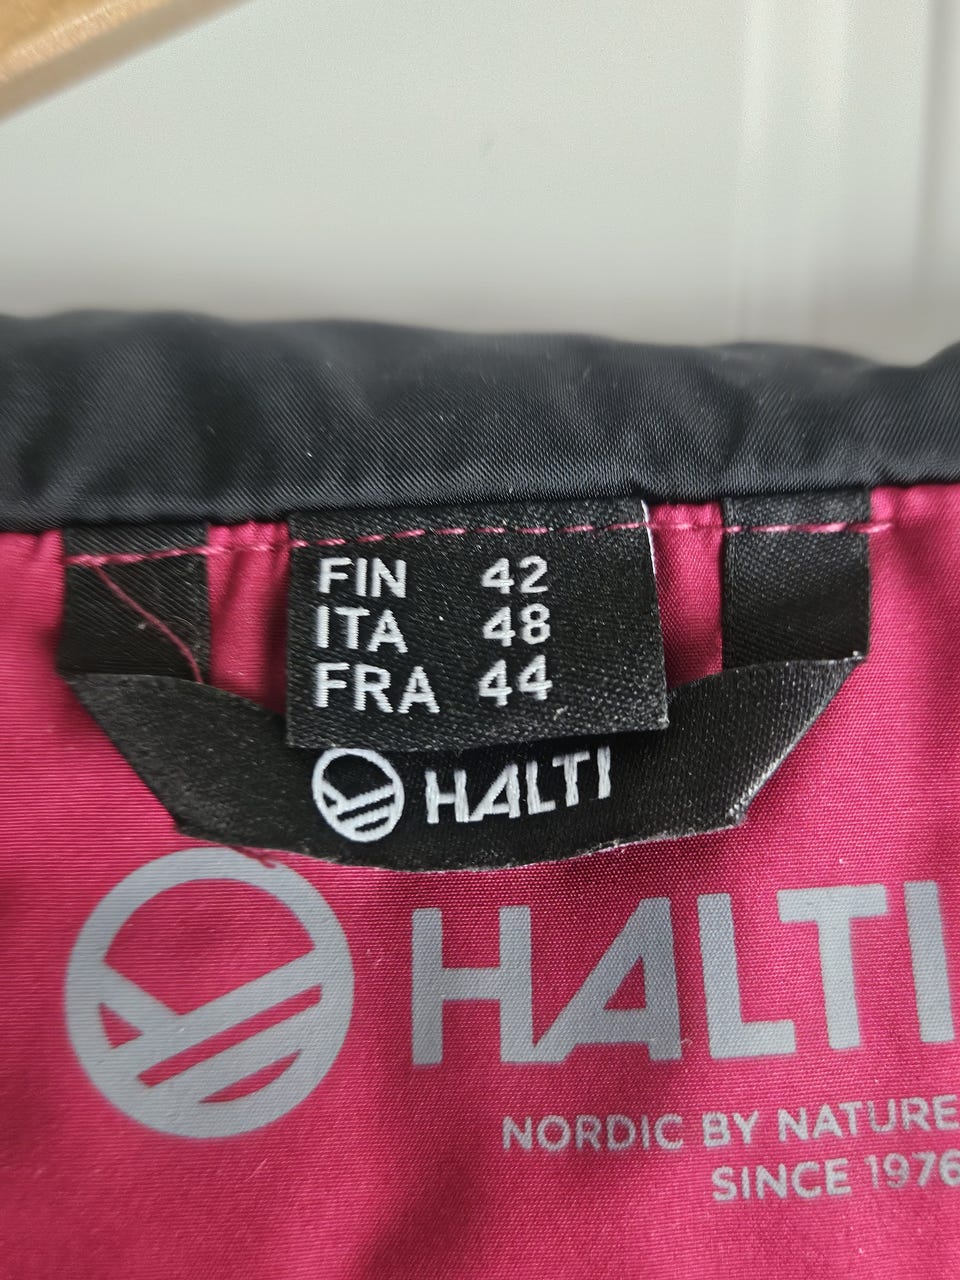 FIN 42
ITA 48
FRA 44
HALTI
HALTI
NORDIC BY NATURE
SINCE 1976